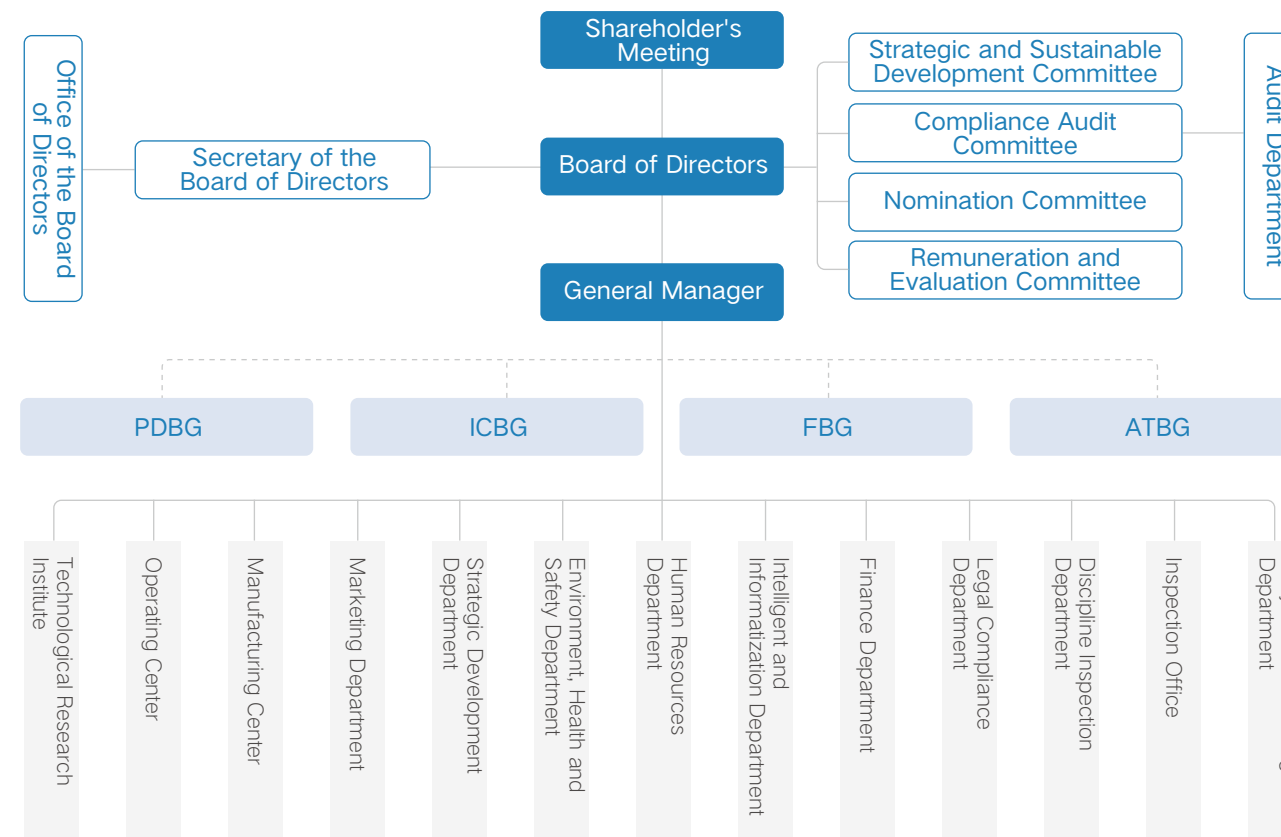 Shareholder's
Meeting
Office of the Board
of Directors
Secretary of the
Board of Directors
Board of Directors
Strategic and Sustainable
Development Committee
Compliance Audit
Committee
Nomination Committee
Remuneration and
Evaluation Committee
Audit Department
General Manager
PDBG
ICBG
FBG
ATBG
Technological Research
Institute
Operating Center
Manufacturing Center
Marketing Department
Strategic Development
Department
Environment, Health and
Safety Department
Human Resources
Department
Intelligent and
Informatization Department
Finance Department
Legal Compliance
Department
Discipline Inspection
Department
Inspection Office
Department